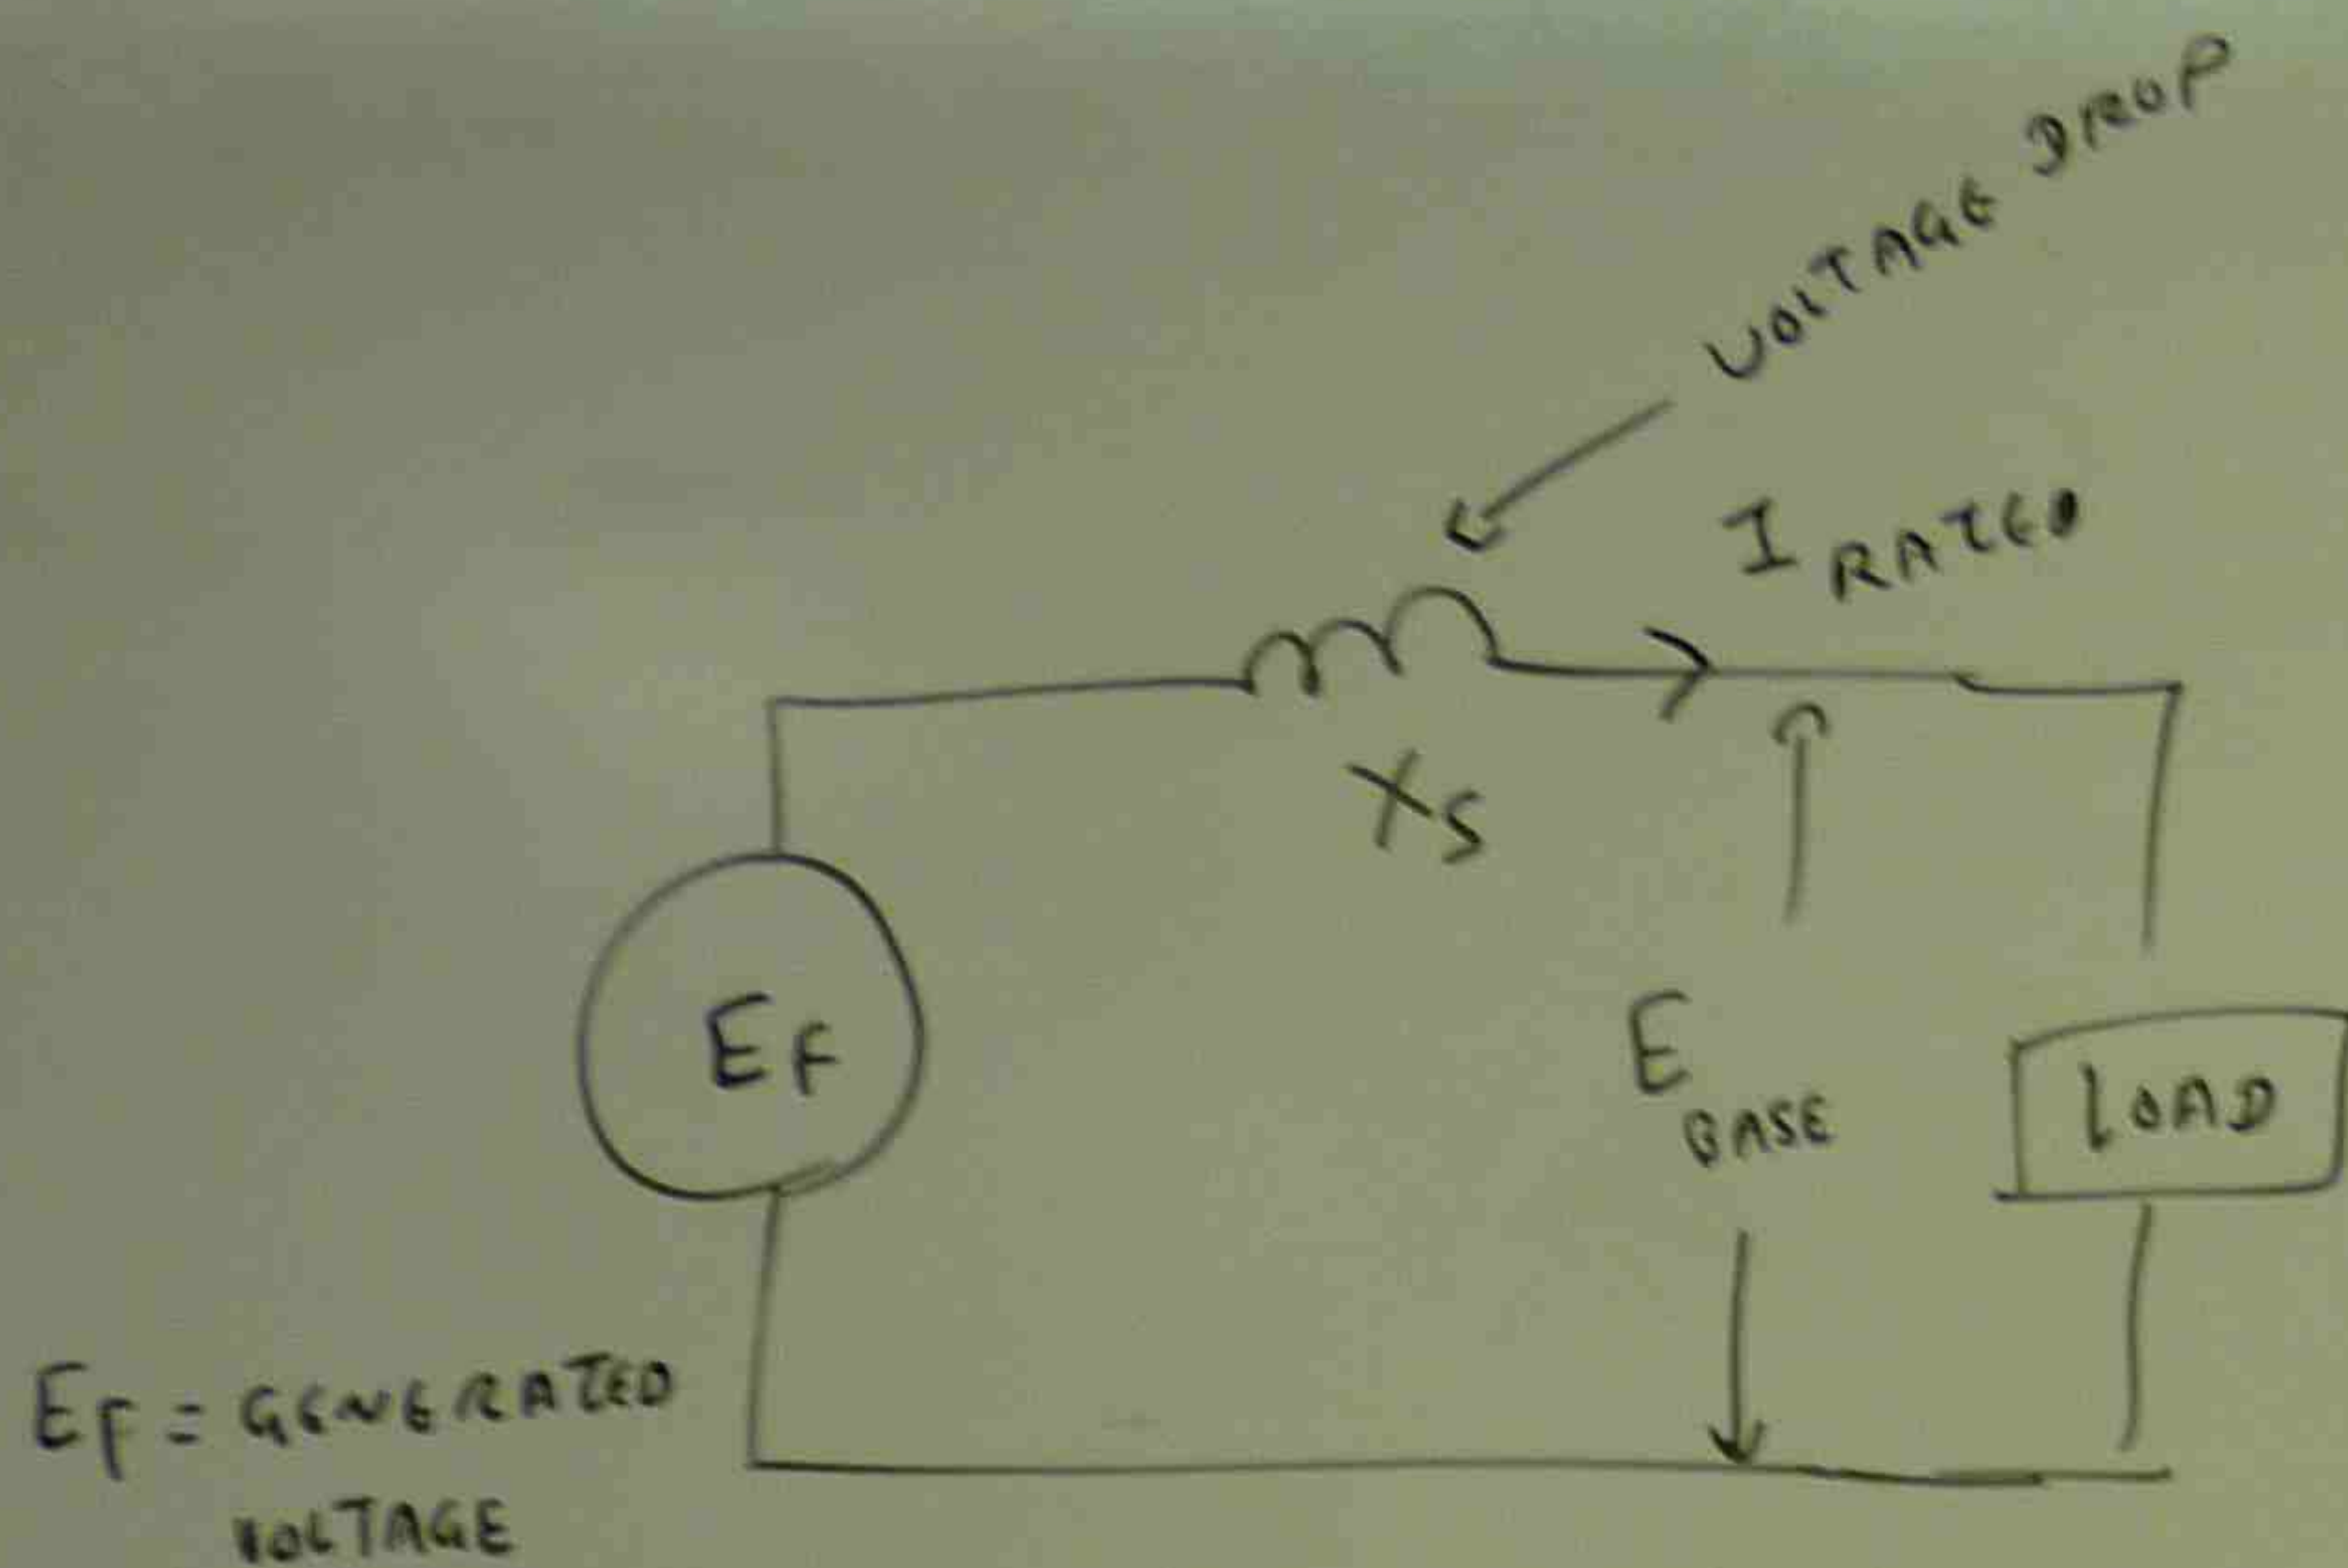 VOLTAGE DROP
I RATED
XS
EF
E BASE
LOAD
EF = GENERATED
VOLTAGE